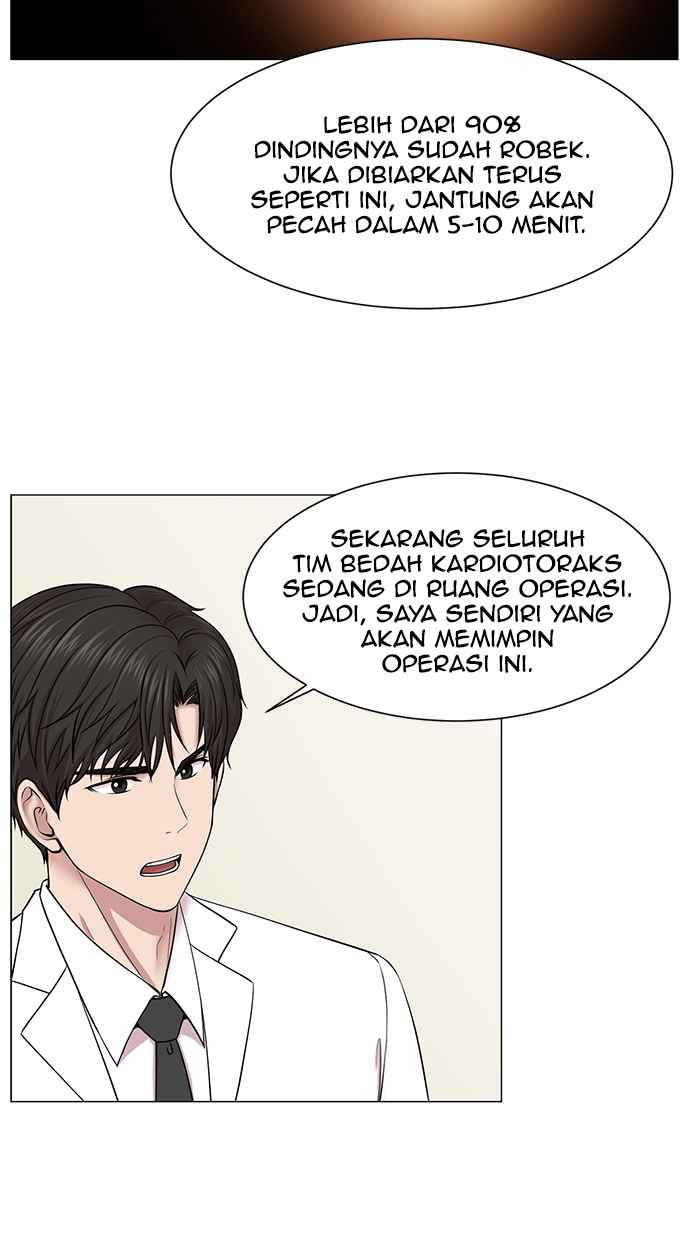 LEBIH DARI 90%
DINDINGNYA SUDAH ROBEK.
JIKA DIBIARKAN TERUS
SEPERTI INI, JANTUNG AKAN
PECAH DALAM 5-10 MENIT.
SEKARANG SELURUH
TIM BEDAH KARDIOTORAKS
SEDANG DI RUANG OPERASI.
JADI, SAYA SENDIRI YANG
AKAN MEMIMPIN
OPERASI INI.